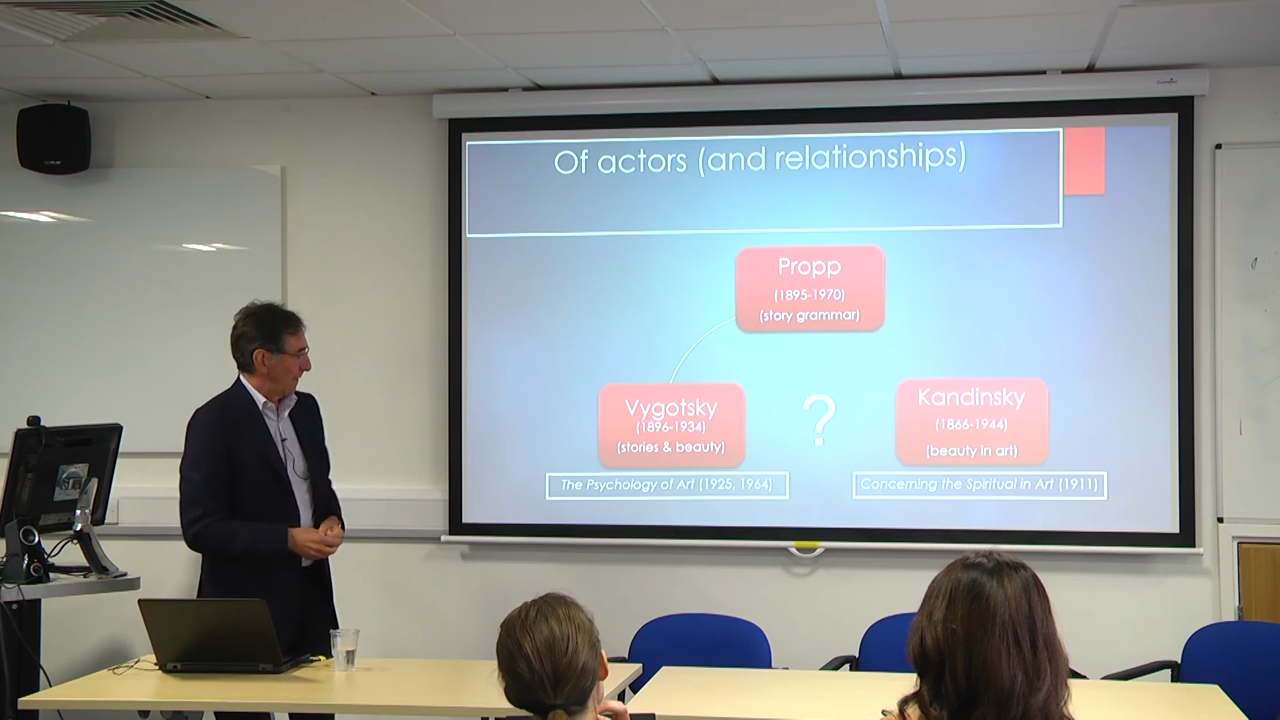 Of actors (and relationships)
Propp
(1895-1970)
(story grammar)
Vygotsky
(1896-1934)
(stories & beauty)
?
Kandinsky
(1866-1944)
(beauty in art)
The Psychology of Art (1925, 1964)
Concerning the Spiritual in Art (1911)